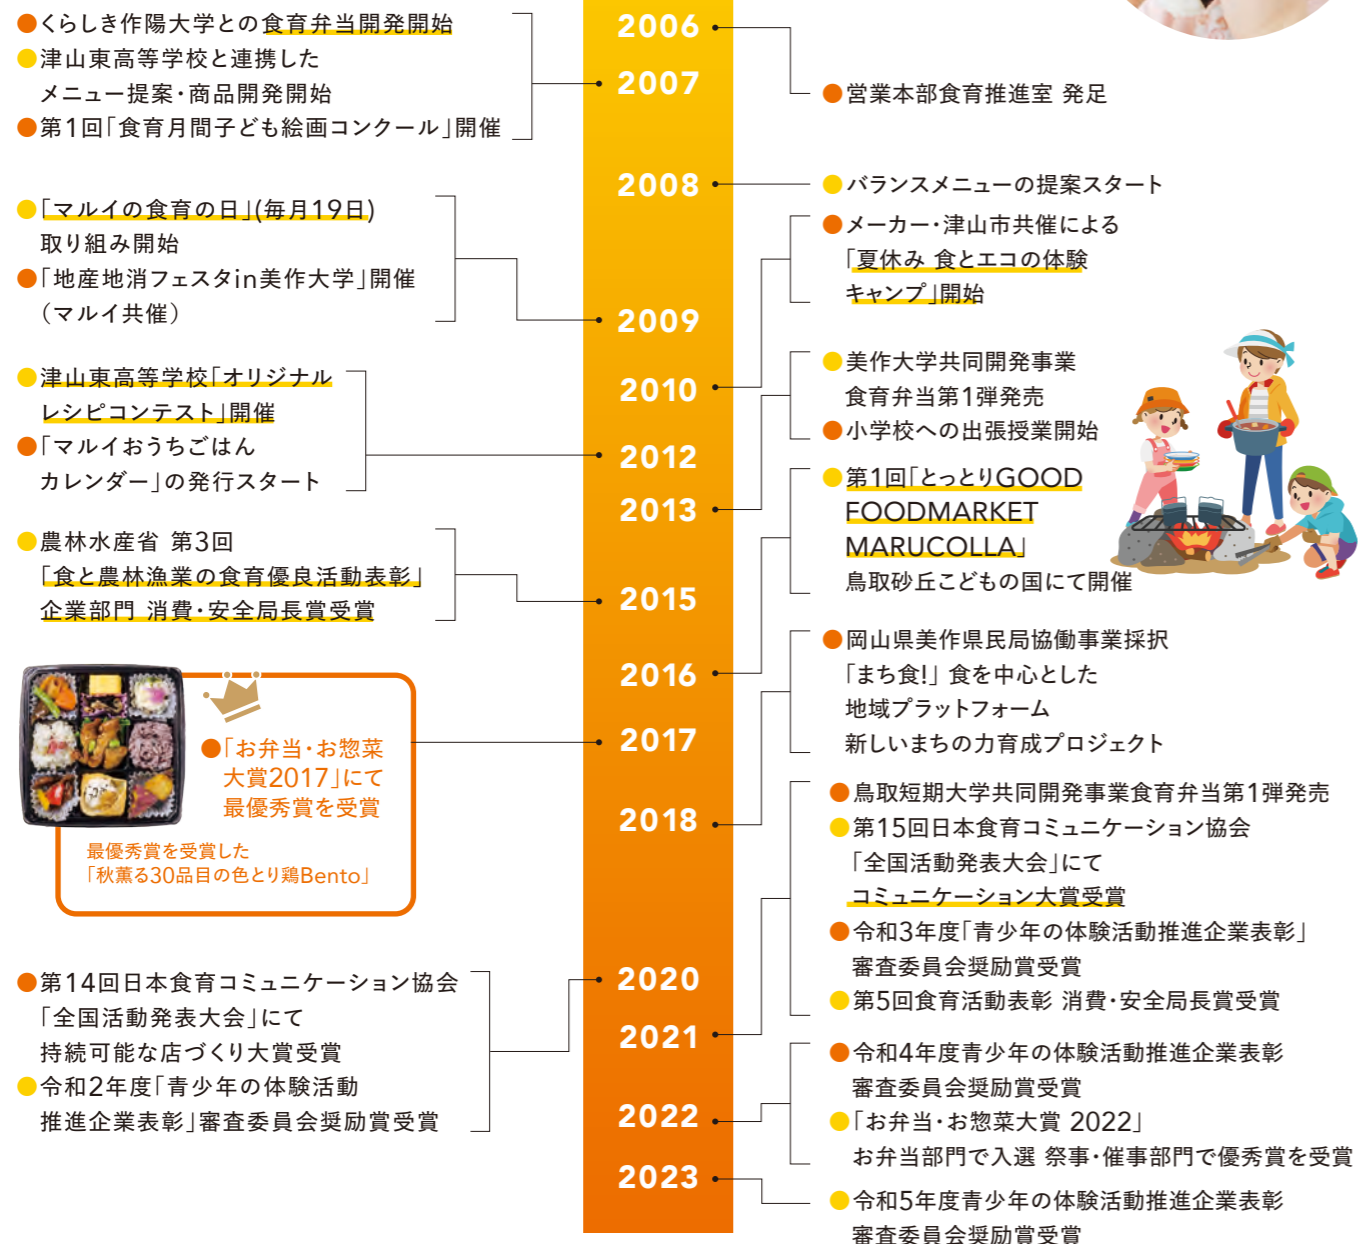 2006
●営業本部食育推進室 発足
2007
●くらしき作陽大学との食育弁当開発開始
●津山東高等学校と連携した
メニュー提案・商品開発開始
●第1回「食育月間子ども絵画コンクール」開催
2008
●バランスメニューの提案スタート
2009
●「マルイの食育の日」(毎月19日)
取り組み開始
●「地産地消フェスタin美作大学」開催
（マルイ共催）
2010
●メーカー・津山市共催による
「夏休み 食とエコの体験
キャンプ」開始
2012
●津山東高等学校「オリジナル
レシピコンテスト」開催
●「マルイおうちごはん
カレンダー」の発行スタート
2013
●美作大学共同開発事業
食育弁当第1弾発売
●小学校への出張授業開始
2015
●農林水産省 第3回
「食と農林漁業の食育優良活動表彰」
企業部門 消費・安全局長賞受賞
2016
●第1回「とっとりGOOD
FOODMARKET
MARUCOLLA」
鳥取砂丘こどもの国にて開催
2017
●「お弁当・お惣菜
大賞2017」にて
最優秀賞を受賞
最優秀賞を受賞した
「秋薫る30品目の色とり鶏Bento」
2018
●岡山県美作県民局協働事業採択
「まち食!」 食を中心とした
地域プラットフォーム
新しいまちの力育成プロジェクト
2020
●第14回日本食育コミュニケーション協会
「全国活動発表大会」にて
持続可能な店づくり大賞受賞
●令和2年度「青少年の体験活動
推進企業表彰」審査委員会奨励賞受賞
2021
●鳥取短期大学共同開発事業食育弁当第1弾発売
●第15回日本食育コミュニケーション協会
「全国活動発表大会」にて
コミュニケーション大賞受賞
●令和3年度「青少年の体験活動推進企業表彰」
審査委員会奨励賞受賞
●第5回食育活動表彰 消費・安全局長賞受賞
2022
●令和4年度青少年の体験活動推進企業表彰
審査委員会奨励賞受賞
●「お弁当・お惣菜大賞 2022」
お弁当部門で入選 祭事・催事部門で優秀賞を受賞
2023
●令和5年度青少年の体験活動推進企業表彰
審査委員会奨励賞受賞